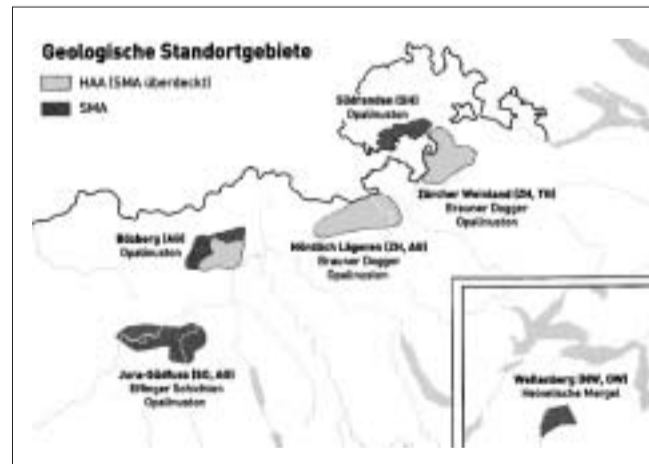 Geologische Standortgebiete
HAA (SMA überdeckt)
SMA
Südranden (SH)
Opalinuston
Zürcher Weinland (ZH, TG)
Brauner Dogger
Opalinuston
Nördlich Lägeren (ZH, AG)
Brauner Dogger
Opalinuston
Bözberg (AG)
Opalinuston
Jura-Südfuss (SO, AG)
Effinger Schichten
Opalinuston
Wellenberg (NW, OW)
Helvetische Mergel